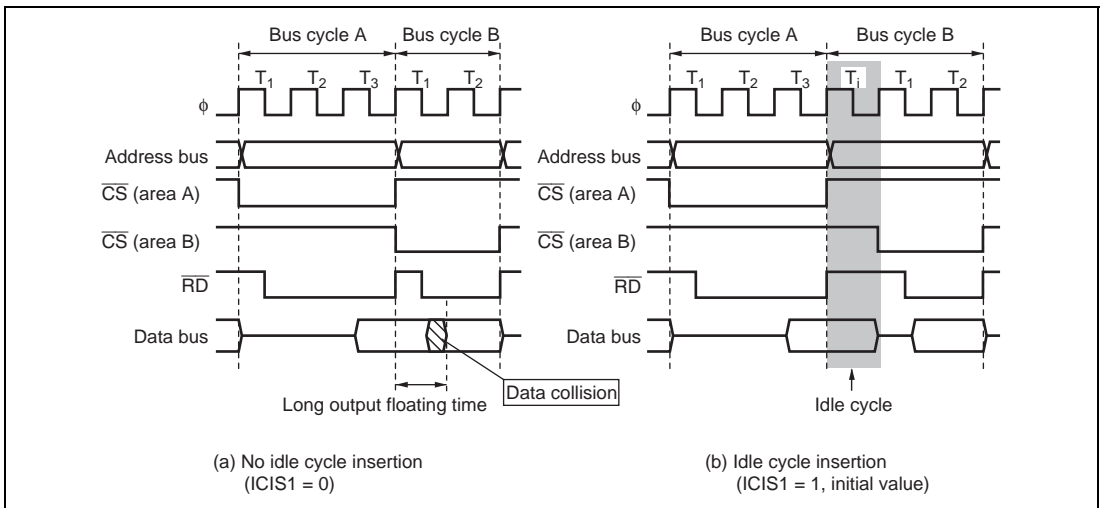 Bus cycle A Bus cycle B
T1 T2 T3 T1 T2
ϕ
Address bus
CS (area A)
CS (area B)
RD
Data bus
Data collision
Long output floating time
(a) No idle cycle insertion
(ICIS1 = 0)
Bus cycle A Bus cycle B
T1 T2 T3 Ti T1 T2
ϕ
Address bus
CS (area A)
CS (area B)
RD
Data bus
Idle cycle
(b) Idle cycle insertion
(ICIS1 = 1, initial value)